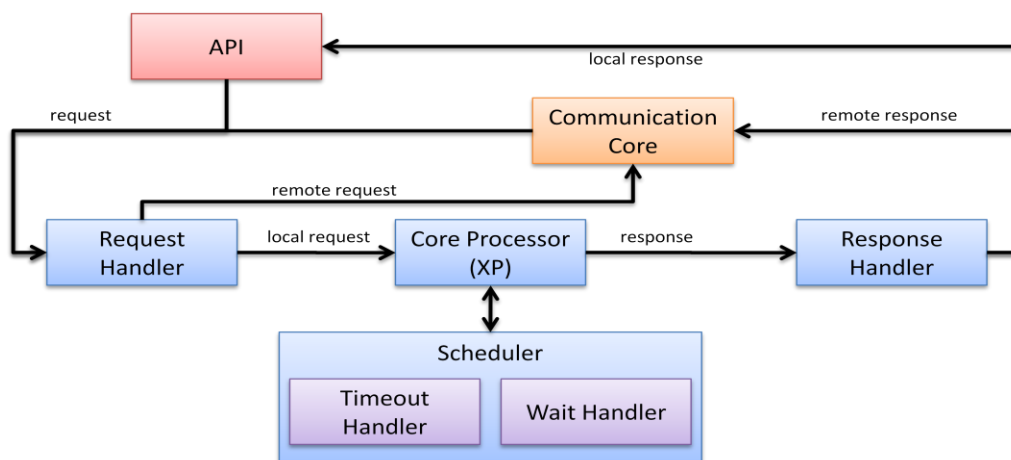 API
local response
request
Communication
Core
remote response
remote request
Request
Handler
local request
Core Processor
(XP)
response
Response
Handler
Scheduler
Timeout
Handler
Wait Handler